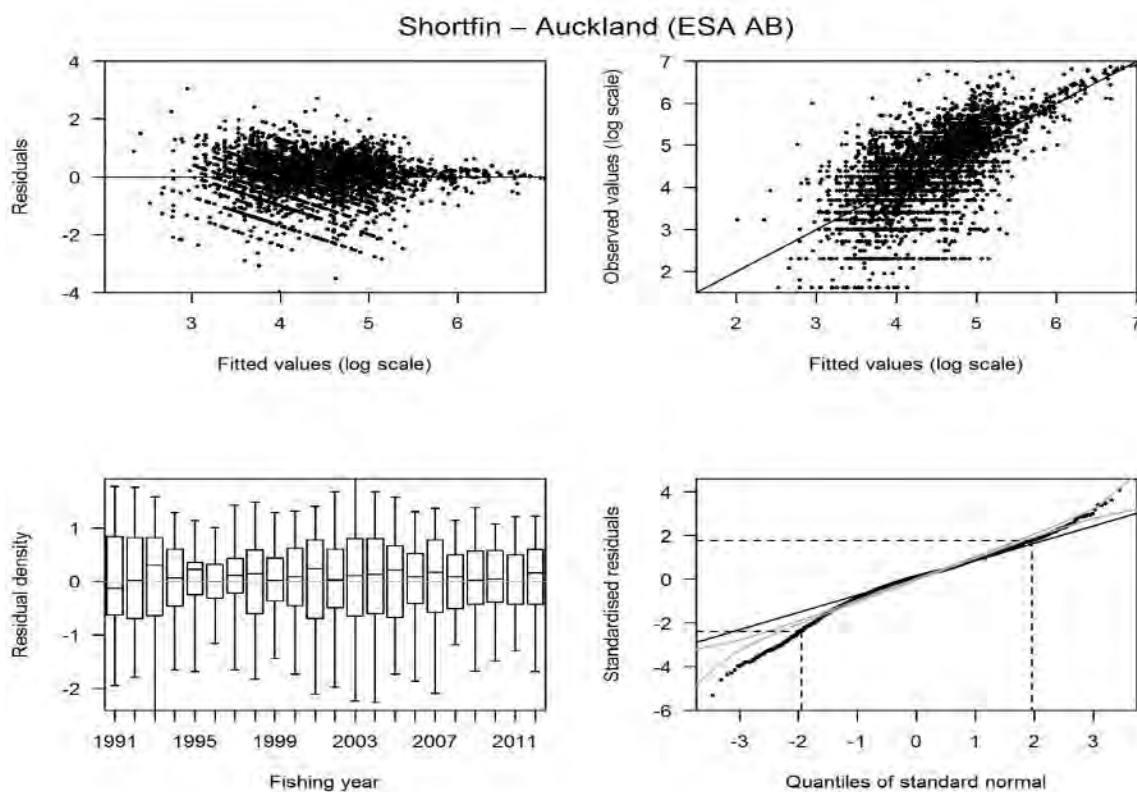 Shortfin – Auckland (ESA AB)
4
2
0
-2
-4
Residuals
3 4 5 6
Fitted values (log scale)
7
6
5
4
3
2
Observed values (log scale)
2 3 4 5 6 7
Fitted values (log scale)
1
0
-1
-2
Residual density
1991 1995 1999 2003 2007 2011
Fishing year
4
2
0
-2
-4
-6
Standardised residuals
-3 -2 -1 0 1 2 3
Quantiles of standard normal